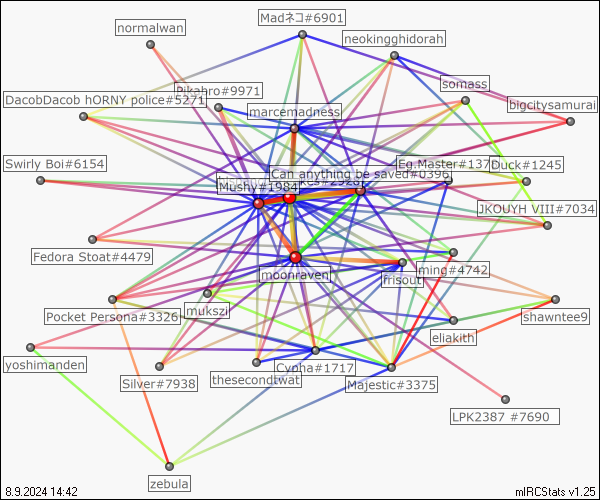 Madネコ#6901
normalwan
neokingghidorah
somass
Pikabro#9971
DacobDacob hORNY police#5271
bigcitysamurai
marcemadness
Swirly Boi#6154
Eg.Master#137
Duck#1245
Can anything be saved#0396
Mushy#1984
JKOUYH VIII#7034
Fedora Stoat#4479
moonraven
ming#4742
frisout
Pocket Persona#3326
mukszi
shawntee9
eliakith
yoshimanden
Cypha#1717
Silver#7938
thesecondtwat
Majestic#3375
LPK2387 #7690
zebula
8.9.2024 14:42
mIRCStats v1.25